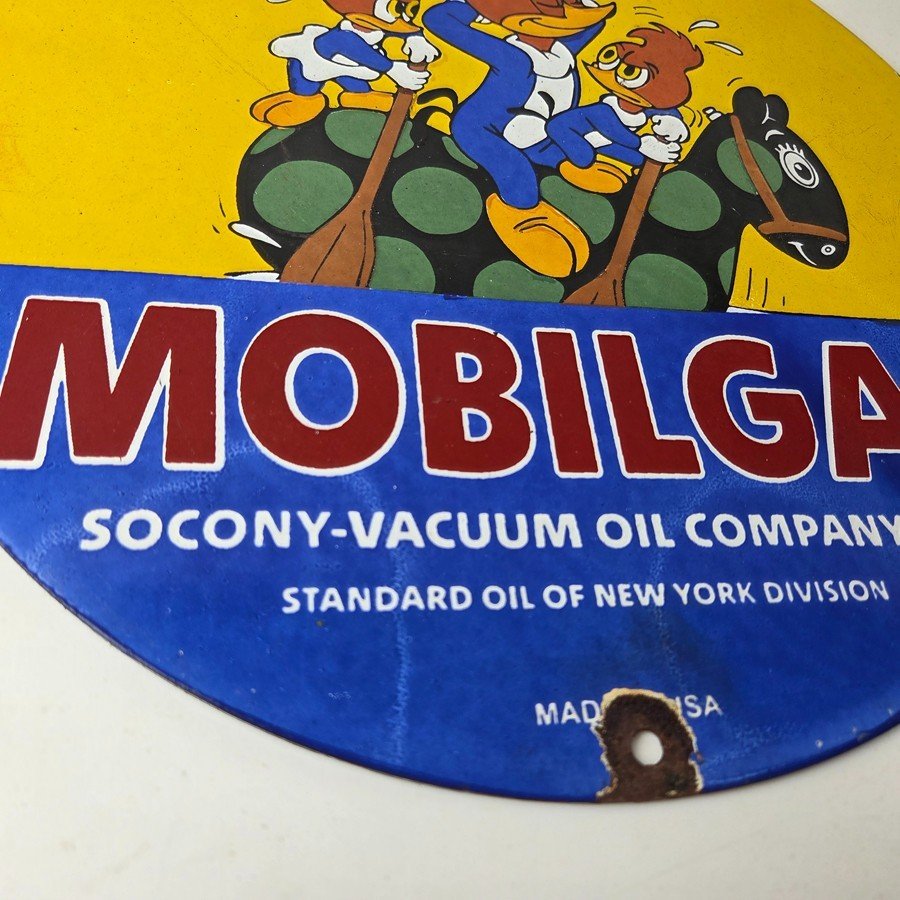 MOBILGA
SOCONY-VACUUM OIL COMPANY
STANDARD OIL OF NEW YORK DIVISION
MAD USA